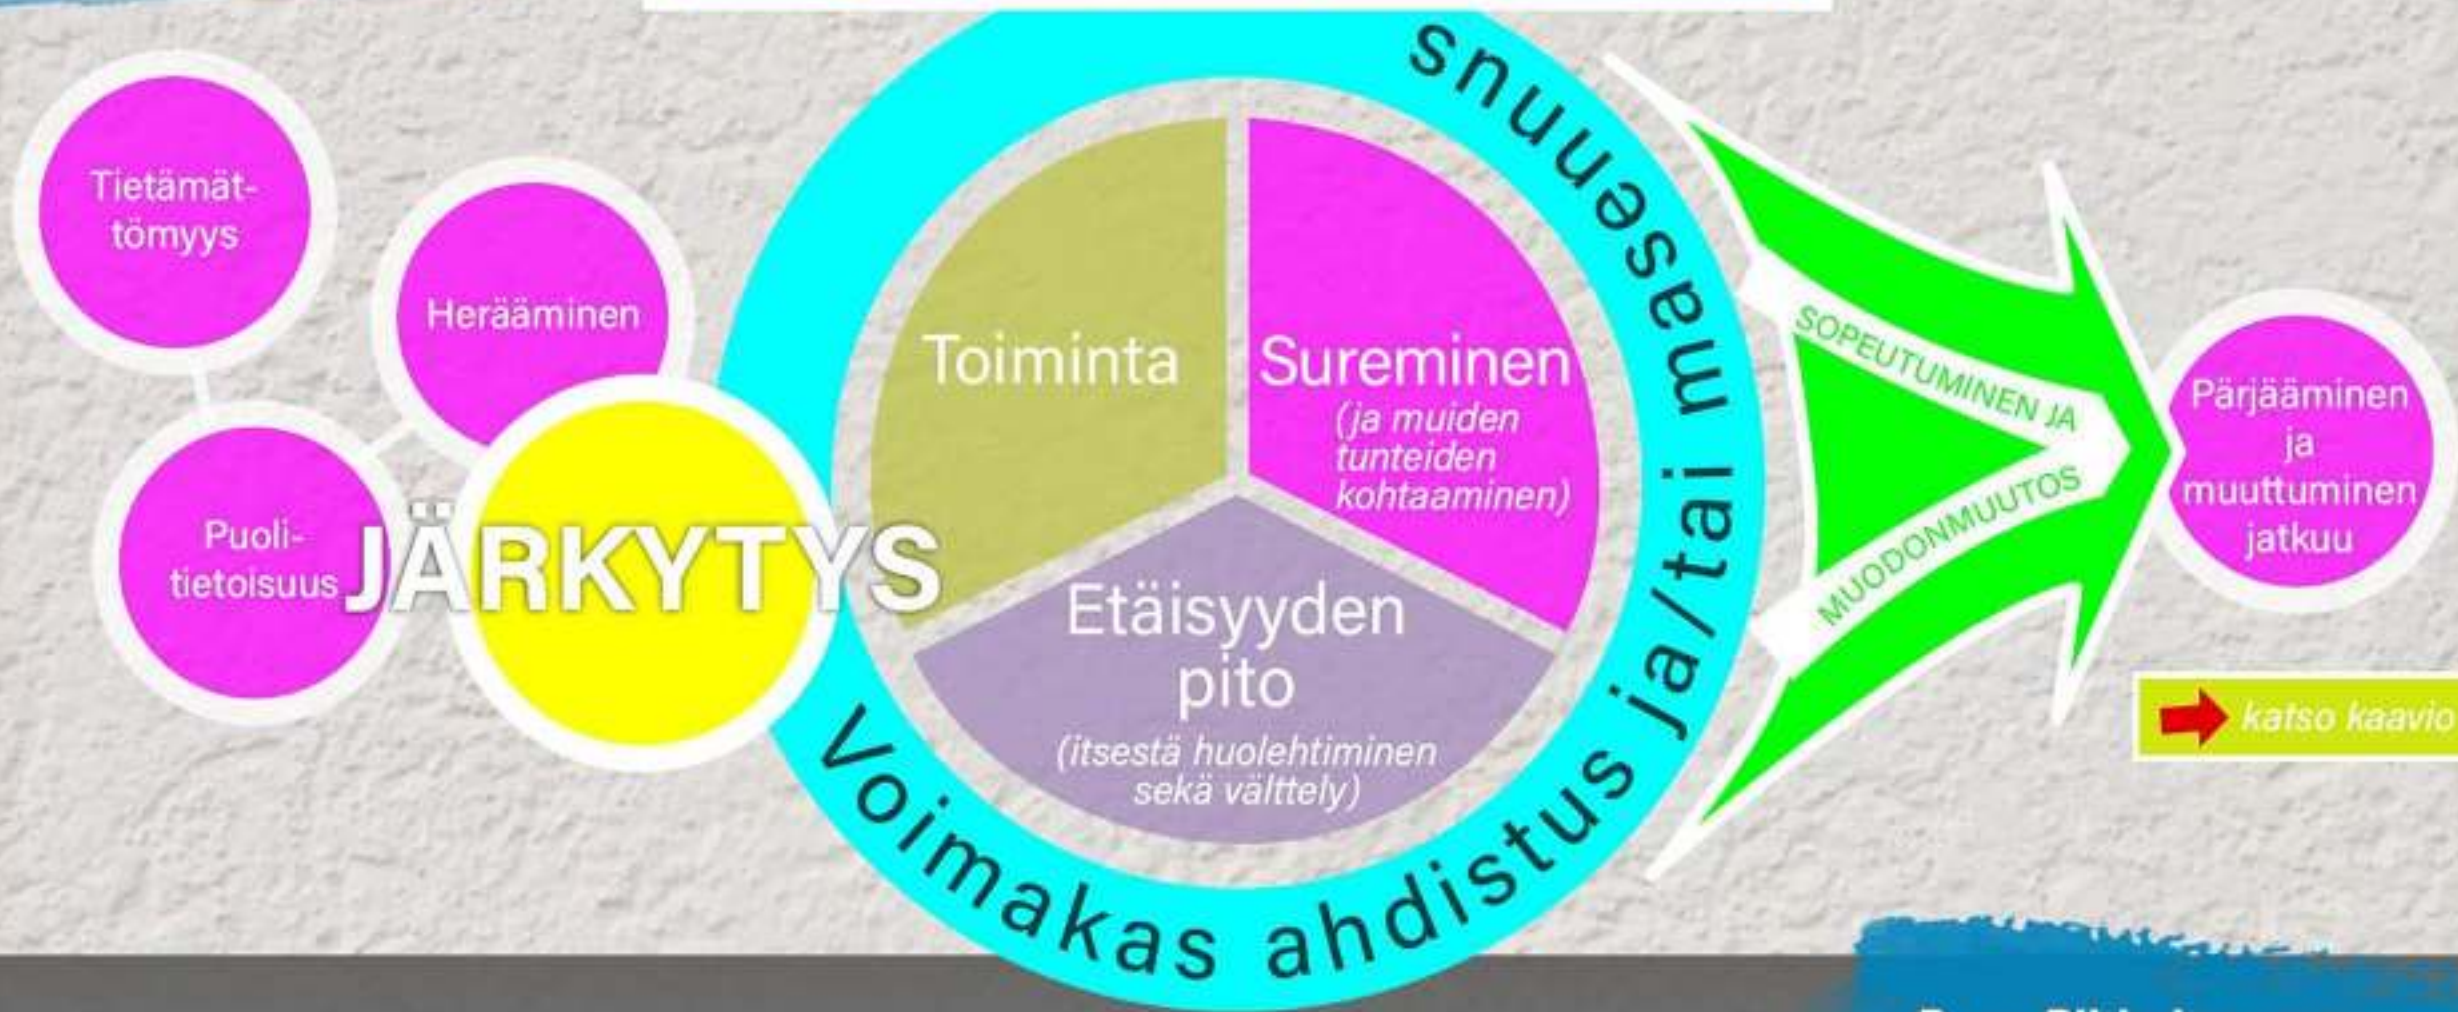 Tietämät-
tömyys
Puoli-
tietoisuus
Herääminen
JÄRKYTYS
Voimakas ahdistus ja/tai masennus
Toiminta
Sureminen
(ja muiden
tunteiden
kohtaaminen)
Etäisyyden
pito
(itsestä huolehtiminen
sekä välttely)
SOPEUTUMINEN JA
MUODONMUUTOS
Pärjääminen
ja
muuttuminen
jatkuu
katso kaavio